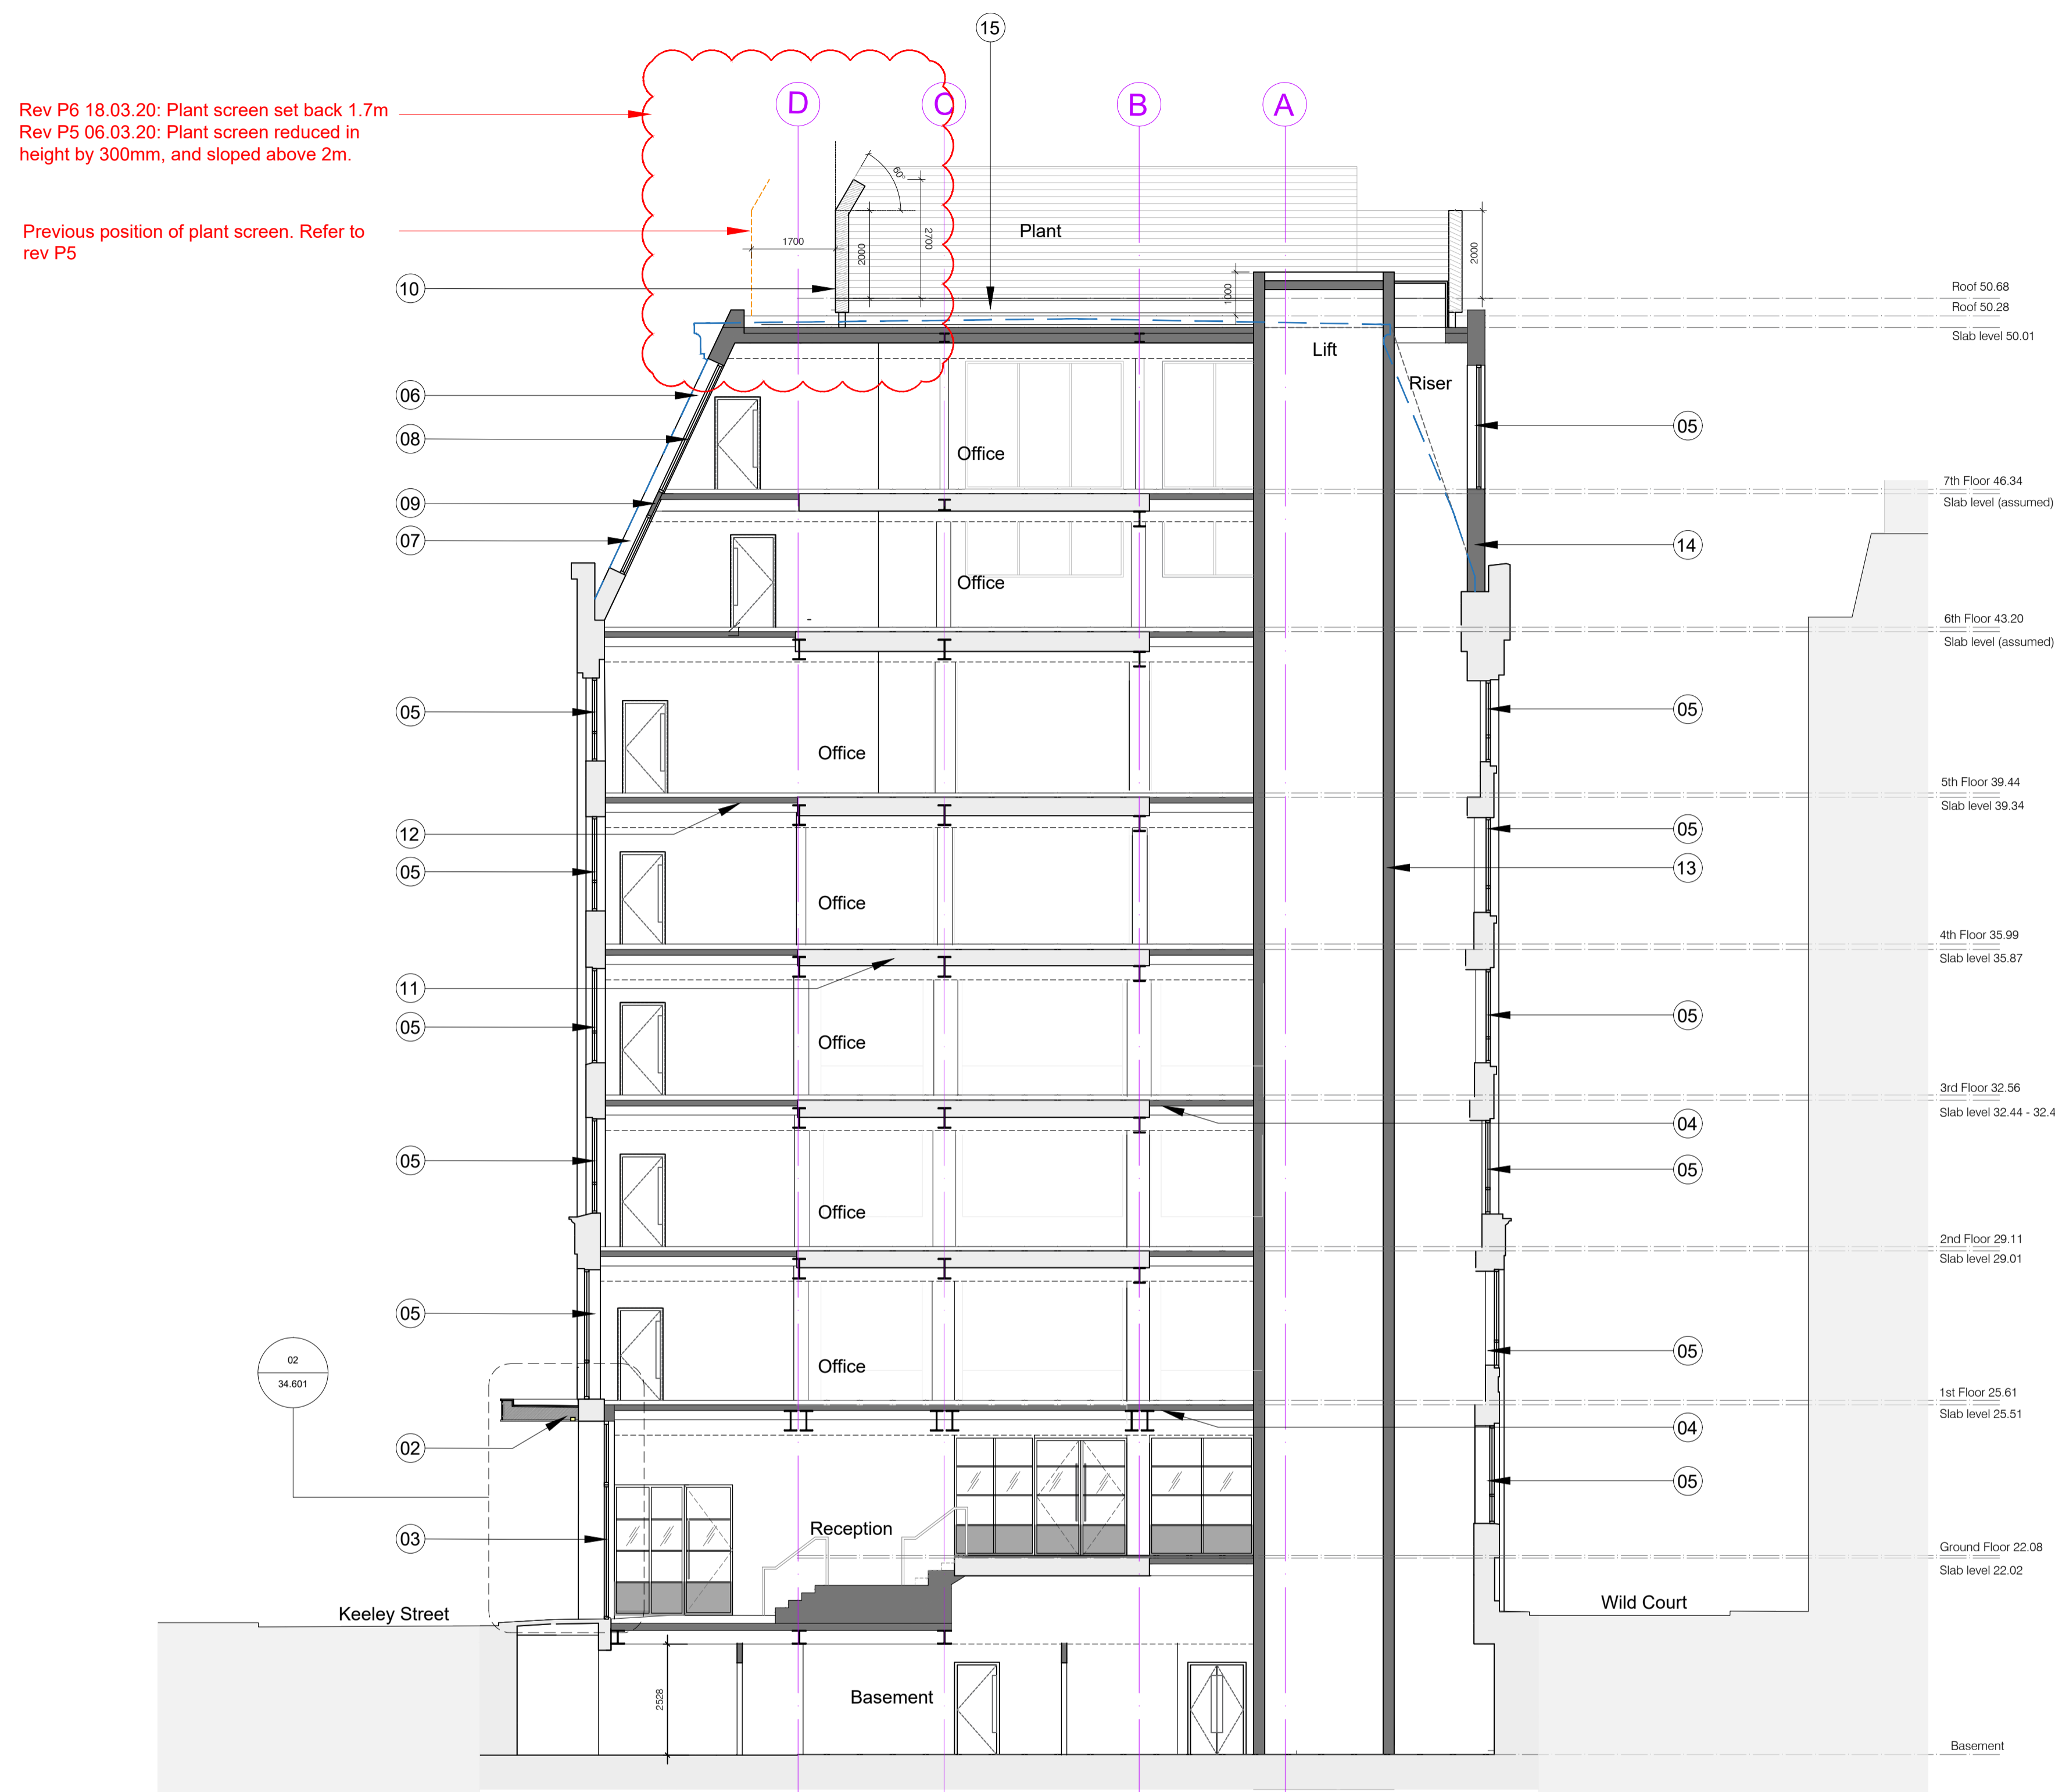 15
Rev P6 18.03.20: Plant screen set back 1.7m
Rev P5 06.03.20: Plant screen reduced in
height by 300mm, and sloped above 2m.
D
C
B
A
60°
Previous position of plant screen. Refer to
rev P5
Plant
1700
2000
2700
2000
1000
10
Roof 50.68
Roof 50.28
Slab level 50.01
Lift
Riser
06
08
05
Office
7th Floor 46.34
Slab level (assumed)
09
07
14
Office
6th Floor 43.20
Slab level (assumed)
05
05
Office
5th Floor 39.44
Slab level 39.34
12
05
05
13
Office
4th Floor 35.99
Slab level 35.87
11
05
05
Office
3rd Floor 32.56
Slab level 32.44 - 32.4
04
05
05
Office
2nd Floor 29.11
Slab level 29.01
05
05
02
34.601
Office
1st Floor 25.61
Slab level 25.51
02
04
05
03
Reception
Ground Floor 22.08
Slab level 22.02
Keeley Street
Wild Court
2528
Basement
Basement